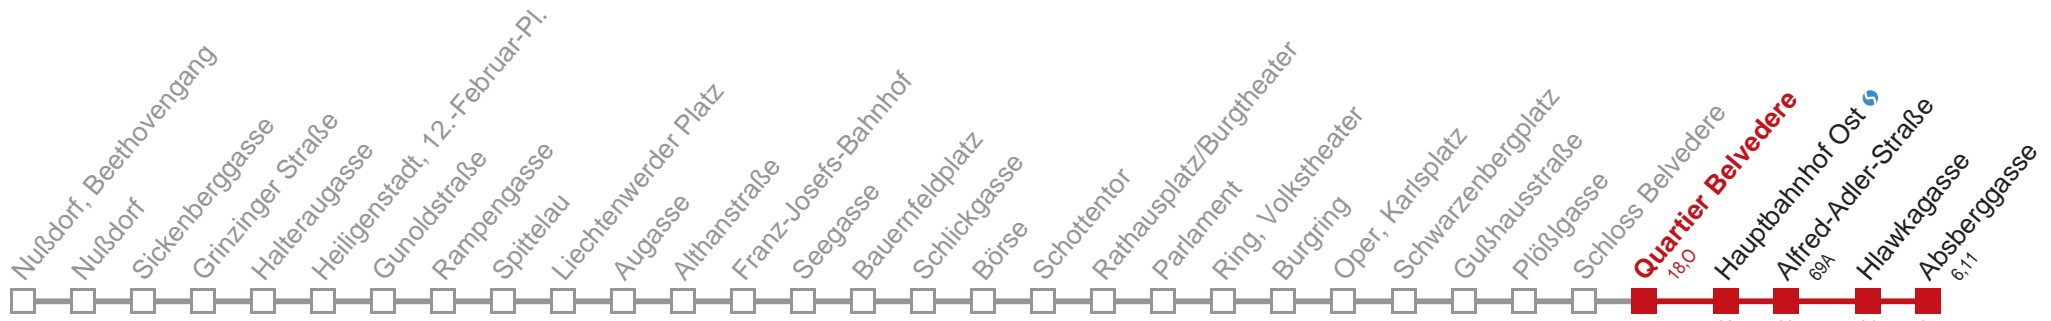 Nußdorf, Beethovengang
Nußdorf
Sickenberggasse
Grinzinger Straße
Halteraugasse
Heiligenstadt, 12.-Februar-Pl.
Gunoldstraße
Rampengasse
Spittelau
Liechtenwerder Platz
Augasse
Althanstraße
Franz-Josefs-Bahnhof
Seegasse
Bauernfeldplatz
Schlickgasse
Börse
Schottentor
Rathausplatz/Burgtheater
Parlament
Ring, Volkstheater
Burgring
Oper, Karlsplatz
Schwarzenbergplatz
Gußhausstraße
Plößlgasse
Schloss Belvedere
Quartier Belvedere
18,O
Hauptbahnhof Ost
Alfred-Adler-Straße
69A
Hlawkagasse
Absberggasse
6,11